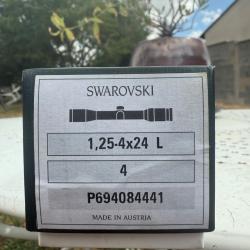 SWAROVSKI
1,25-4x24 L
4
P694084441
MADE IN AUSTRIA